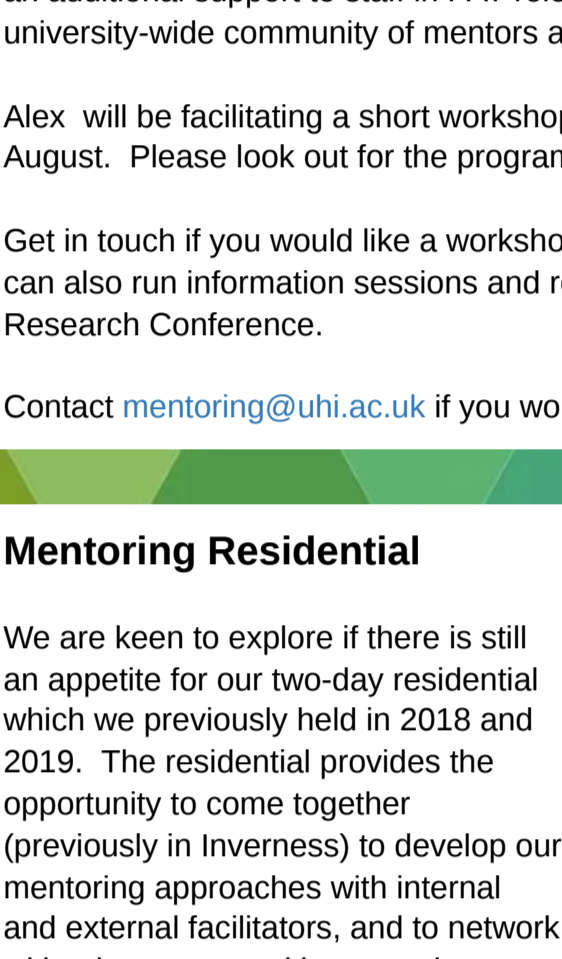 university-wide community of mentors a
Alex  will be facilitating a short workshop
August.  Please look out for the program
Get in touch if you would like a worksho
can also run information sessions and r
Research Conference.
Contact mentoring@uhi.ac.uk if you wo
Mentoring Residential
We are keen to explore if there is still
an appetite for our two-day residential
which we previously held in 2018 and
2019.  The residential provides the
opportunity to come together
(previously in Inverness) to develop our
mentoring approaches with internal
and external facilitators, and to network